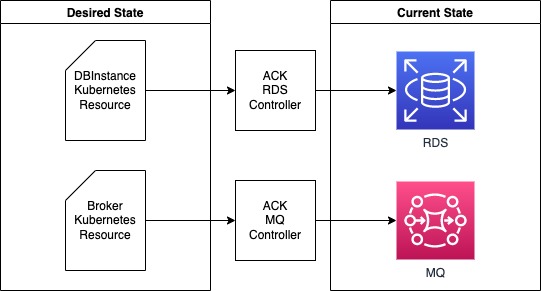 Desired State
Current State
DBInstance
Kubernetes
Resource
ACK
RDS
Controller
RDS
Broker
Kubernetes
Resource
ACK
MQ
Controller
MQ